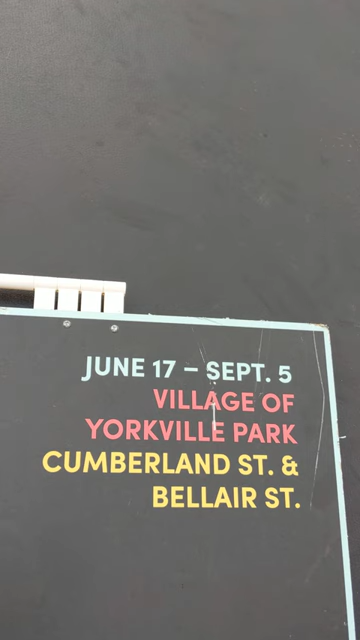 JUNE 17 – SEPT. 5
VILLAGE OF
YORKVILLE PARK
CUMBERLAND ST. &
BELLAIR ST.